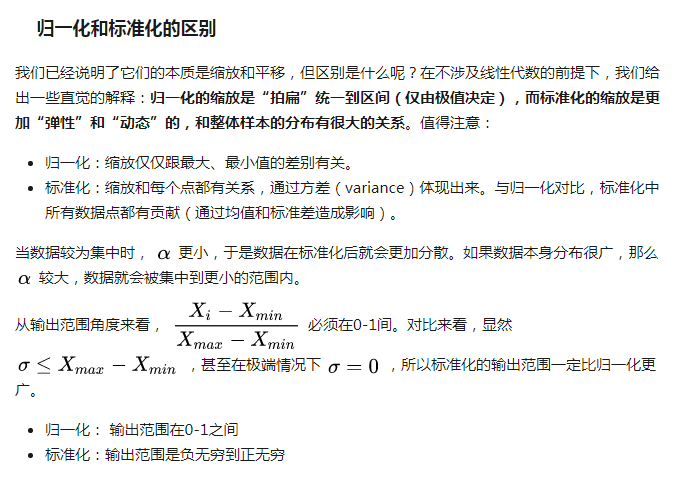 归一化和标准化的区别
我们已经说明了它们的本质是缩放和平移，但区别是什么呢？在不涉及线性代数的前提下，我们给
出一些直觉的解释：归一化的缩放是“拍扁”统一到区间（仅由极值决定），而标准化的缩放是更
加“弹性”和“动态”的，和整体样本的分布有很大的关系。值得注意：
• 归一化：缩放仅仅跟最大、最小值的差别有关。
• 标准化：缩放和每个点都有关系，通过方差（variance）体现出来。与归一化对比，标准化中
所有数据点都有贡献（通过均值和标准差造成影响）。
当数据较为集中时， α 更小，于是数据在标准化后就会更加分散。如果数据本身分布很广，那么
α 较大，数据就会被集中到更小的范围内。
从输出范围角度来看， \frac{X_i - X_{min}}{X_{max} - X_{min}} 必须在0-1间。对比来看，显然
σ ≤ X_{max} - X_{min} ，甚至在极端情况下 σ = 0 ，所以标准化的输出范围一定比归一化更
广。
• 归一化： 输出范围在0-1之间
• 标准化：输出范围是负无穷到正无穷